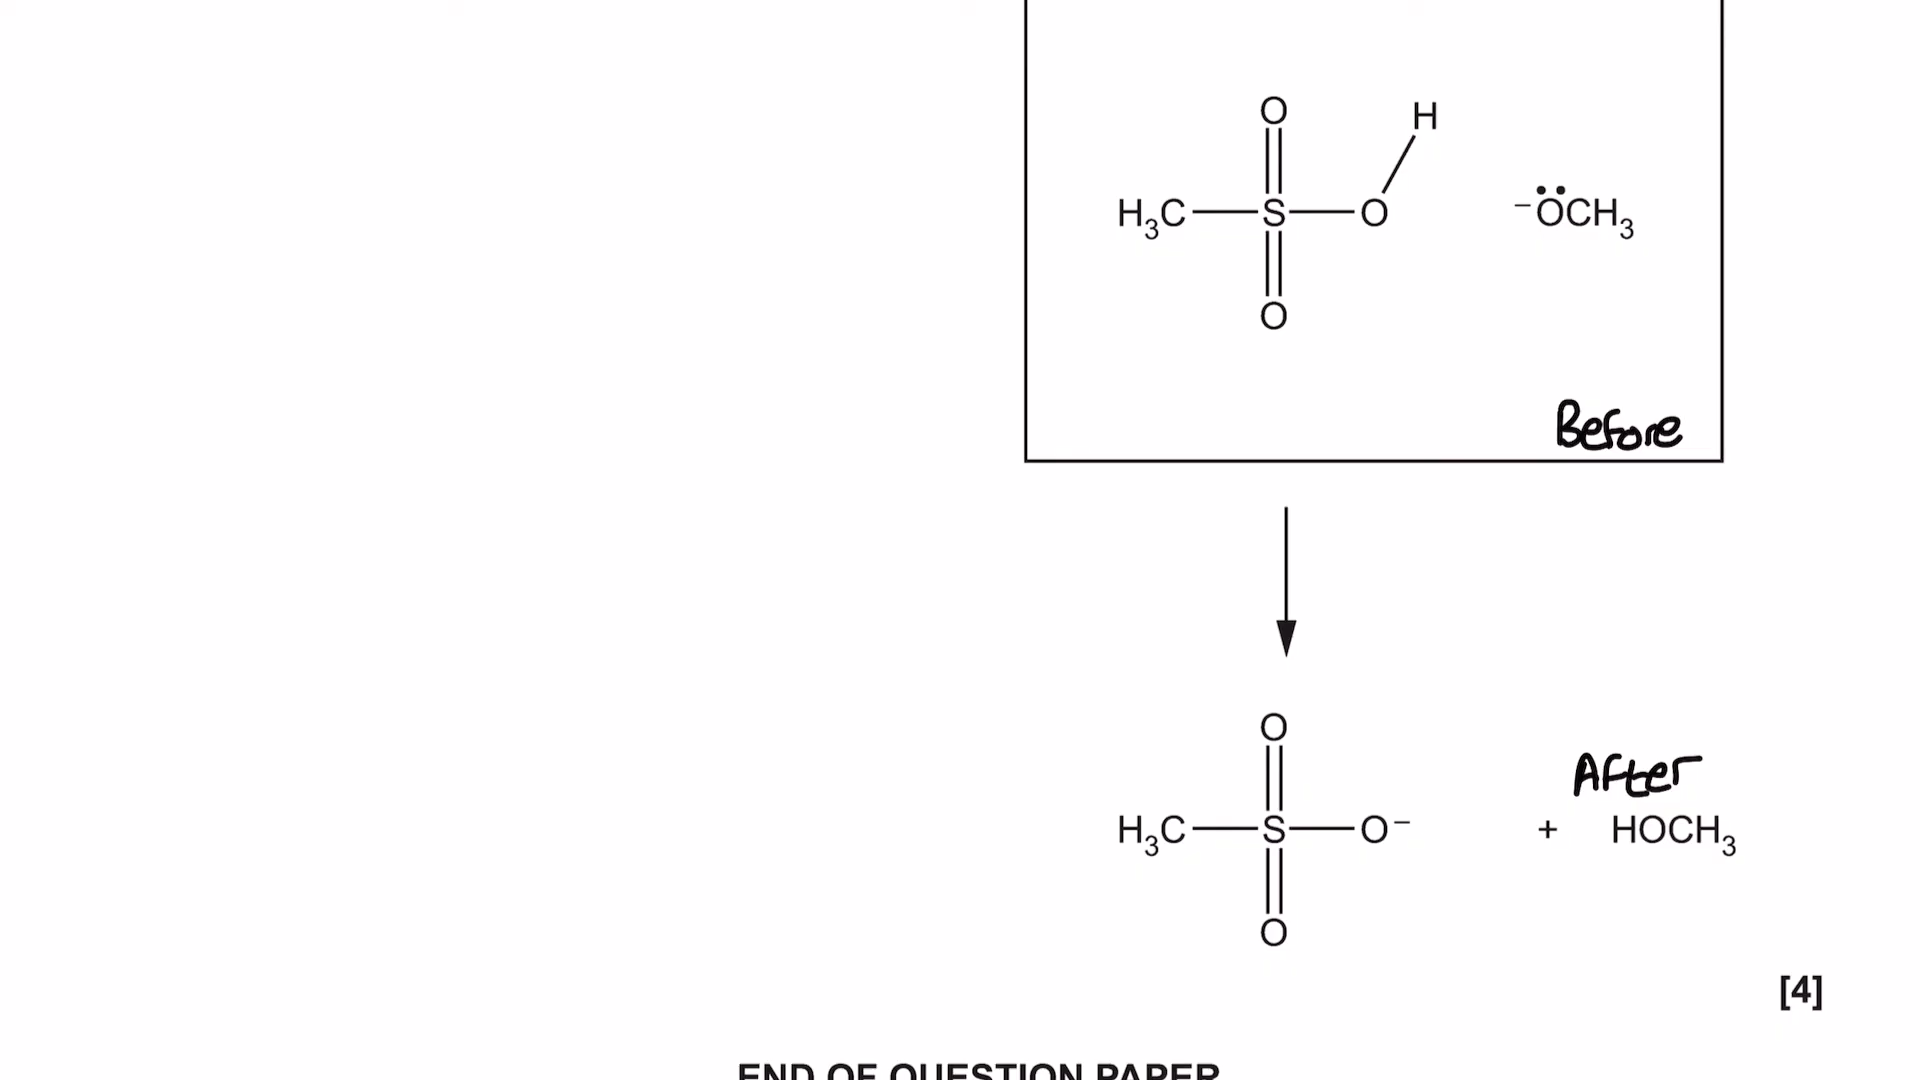 O H
H₃C S O ⁻ÖCH₃
O
Before
O
After
H₃C S O⁻ + HOCH₃
O
[4]
END OF QUESTION PAPER